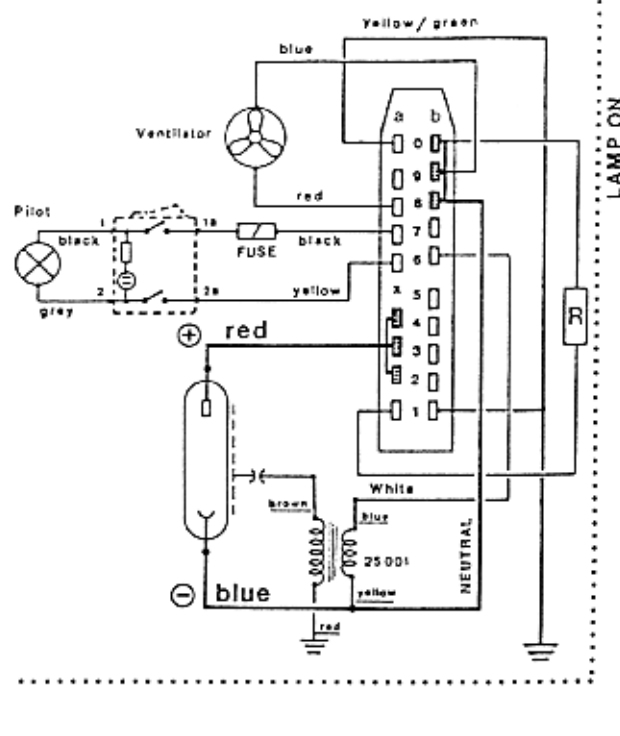 yellow/green
blue
a b
Ventilator
0
9
red
8
Pilot
1 1a
black
FUSE
black
7
6
2 2a
yellow
grey
x
5
+ red
4
3
R
2
1
White
brown
blue
25001
NEUTRAL
- blue
yellow
red
LAMP ON